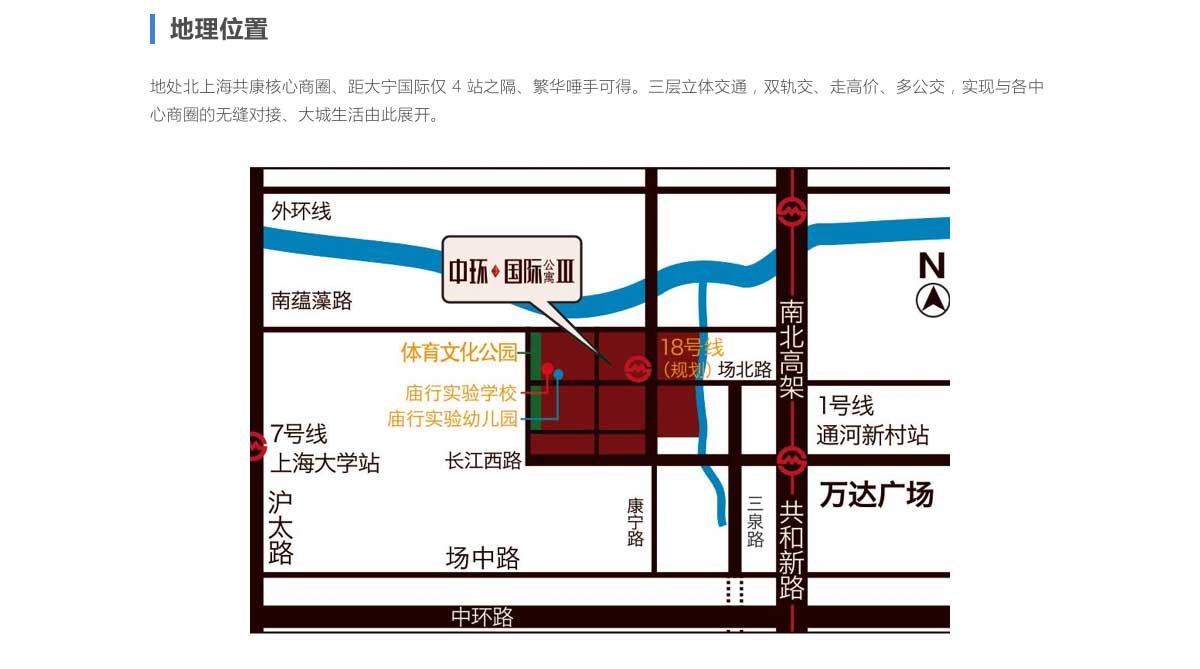 地理位置
地处北上海共康核心商圈、距大宁国际仅 4 站之隔、繁华唾手可得。三层立体交通，双轨交、走高价、多公交，实现与各中
心商圈的无缝对接、大城生活由此展开。
外环线
中环国际公寓III
N
南蕴藻路
南北高架
体育文化公园
18号线
（规划）
场北路
庙行实验学校
庙行实验幼儿园
1号线
通河新村站
7号线
上海大学站
长江西路
万达广场
沪太路
康宁路
三泉路
共和新路
场中路
中环路